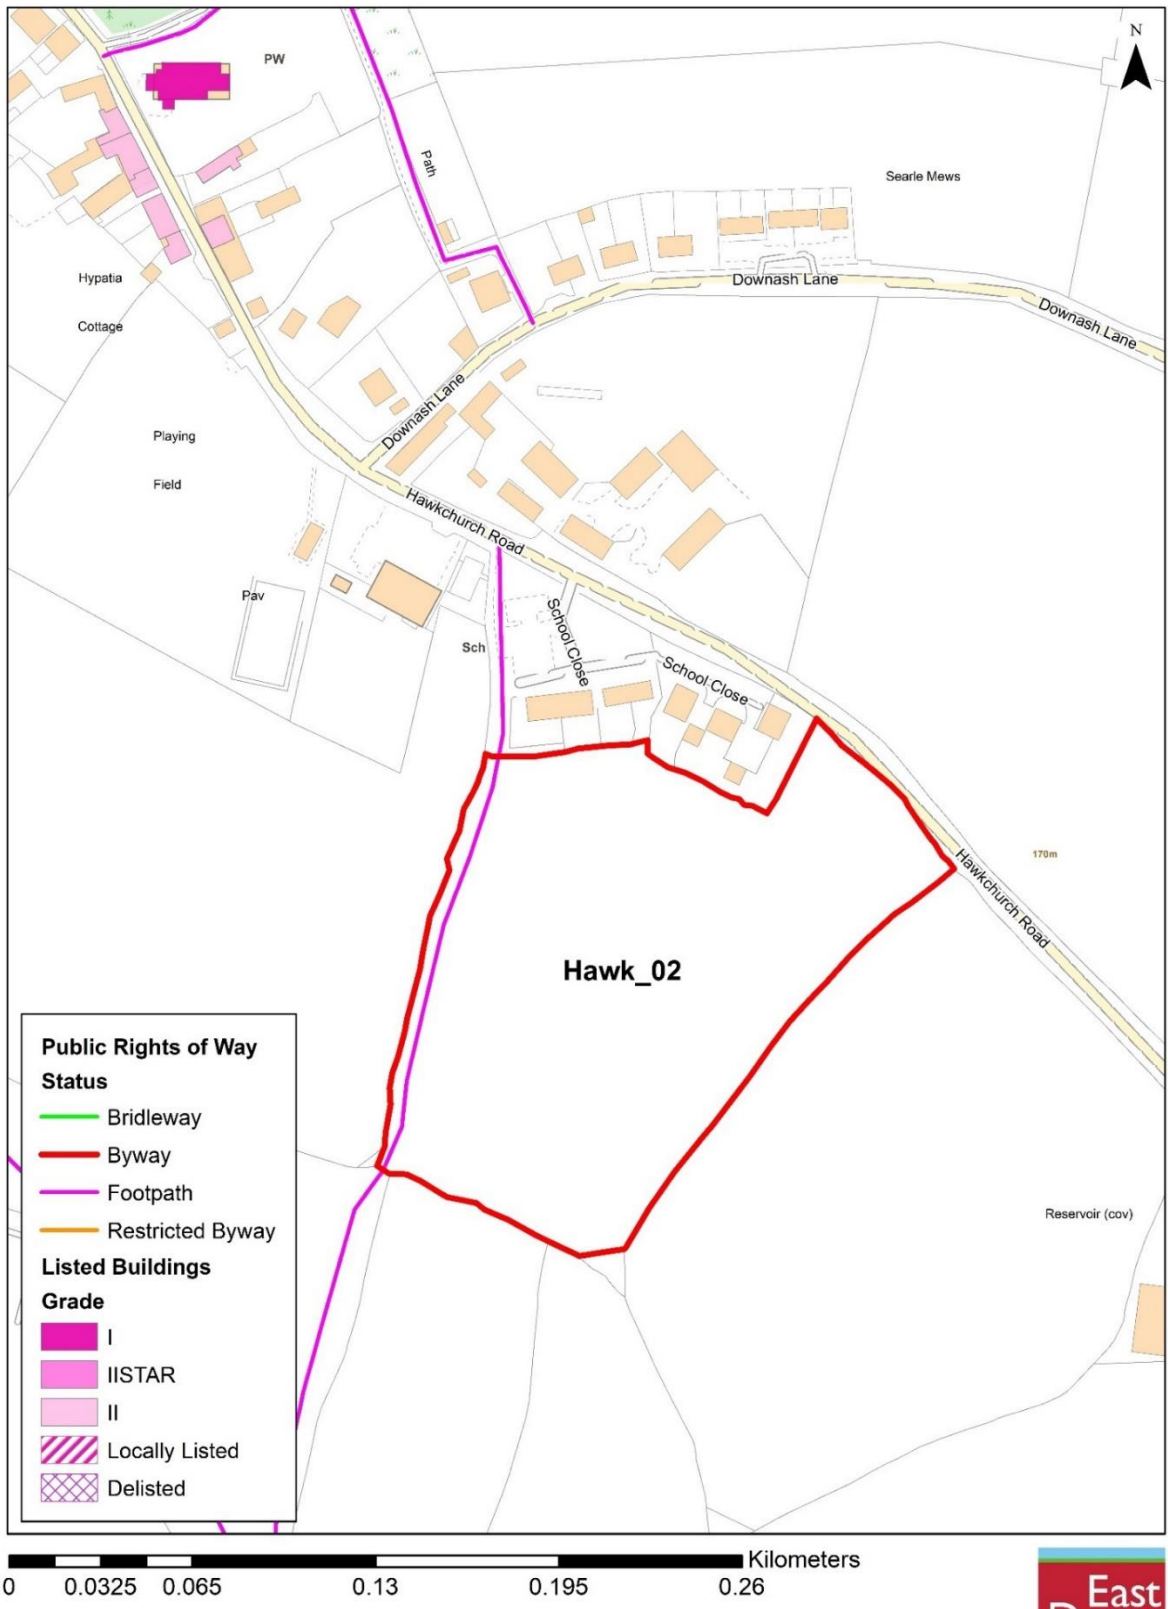 N
PW
Path
Searle Mews
Hypatia
Cottage
Downash Lane
Downash Lane
Downash Lane
Playing
Field
Hawkchurch Road
Pav
Sch
School Close
School Close
170m
Hawkchurch Road
Hawk_02
Reservoir (cov)
Public Rights of Way
Status
Bridleway
Byway
Footpath
Restricted Byway
Listed Buildings
Grade
I
IISTAR
II
Locally Listed
Delisted
Kilometers
0 0.0325 0.065 0.13 0.195 0.26
East